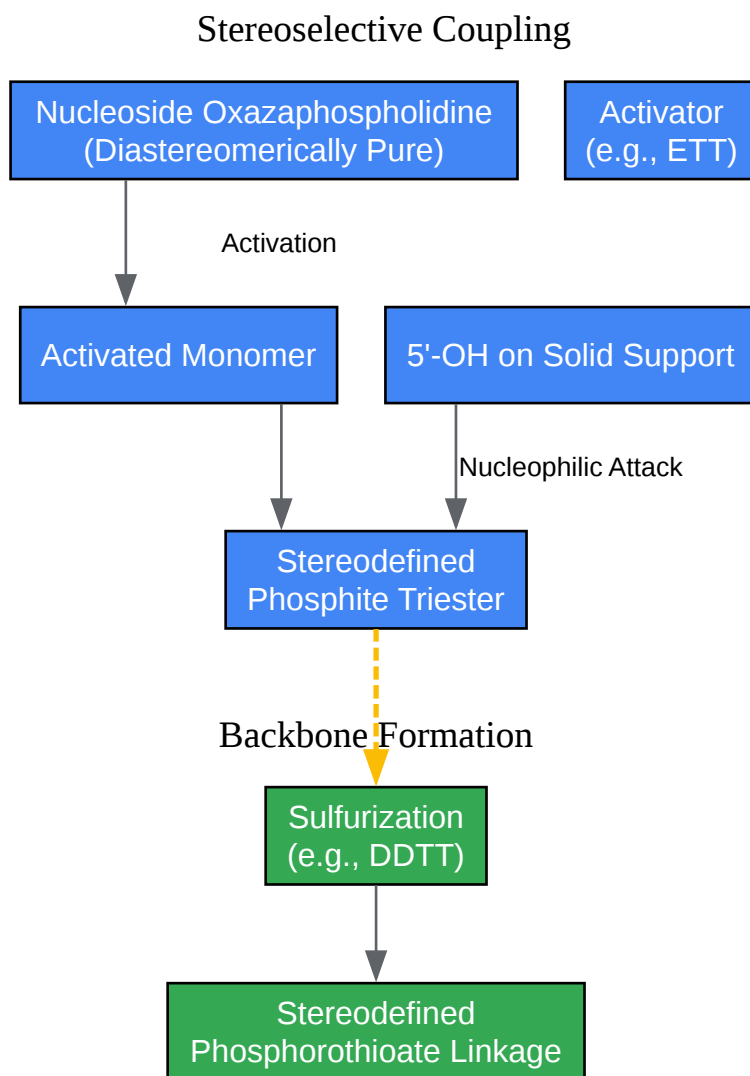 Stereoselective Coupling
Nucleoside Oxazaphospholidine
(Diastereomerically Pure)
Activator
(e.g., ETT)
Activation
Activated Monomer
5'-OH on Solid Support
Nucleophilic Attack
Stereodefined
Phosphite Triester
Backbone Formation
Sulfurization
(e.g., DDTT)
Stereodefined
Phosphorothioate Linkage